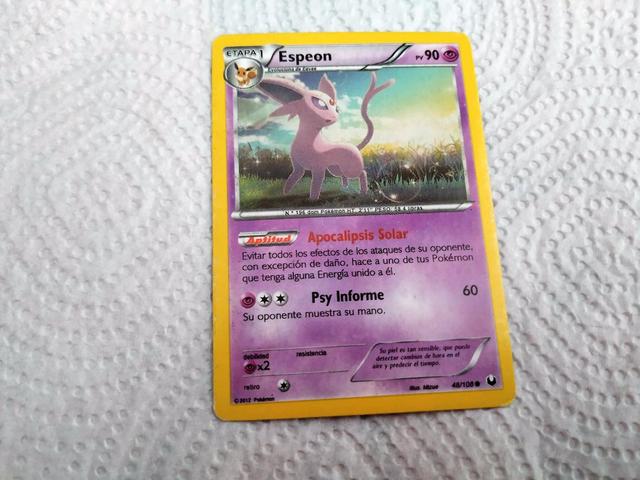 ETAPA 1 Espeon PV 90
Evoluciona de Eevee
Aptitud Apocalipsis Solar
Evitar todos los efectos de los ataques de su oponente,
con excepción de daño, hace a uno de tus Pokémon
que tenga alguna Energía unido a él.
Psy Informe 60
Su oponente muestra su mano.
debilidad resistencia
x2
Su piel es tan sensible, que puede
detectar cambios de hora en el
aire y predecir el tiempo.
retiro
Illus. Mizue 48/108
©2012 Pokémon